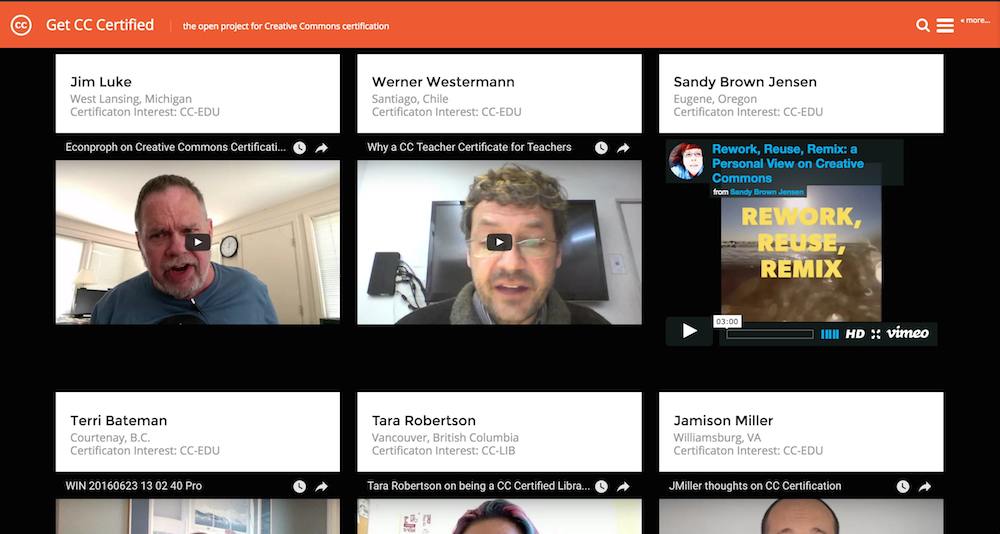 cc Get CC Certified the open project for Creative Commons certification « more...
Jim Luke
West Lansing, Michigan
Certificaton Interest: CC-EDU
Econproph on Creative Commons Certificati...
Werner Westermann
Santiago, Chile
Certificaton Interest: CC-EDU
Why a CC Teacher Certificate for Teachers
Sandy Brown Jensen
Eugene, Oregon
Certificaton Interest: CC-EDU
Rework, Reuse, Remix: a
Personal View on Creative
Commons
from Sandy Brown Jensen
REWORK,
REUSE,
REMIX
03:00
HD vimeo
Terri Bateman
Courtenay, B.C.
Certificaton Interest: CC-EDU
WIN 20160623 13 02 40 Pro
Tara Robertson
Vancouver, British Columbia
Certificaton Interest: CC-LIB
Tara Robertson on being a CC Certified Libra...
Jamison Miller
Williamsburg, VA
Certificaton Interest: CC-EDU
JMiller thoughts on CC Certification